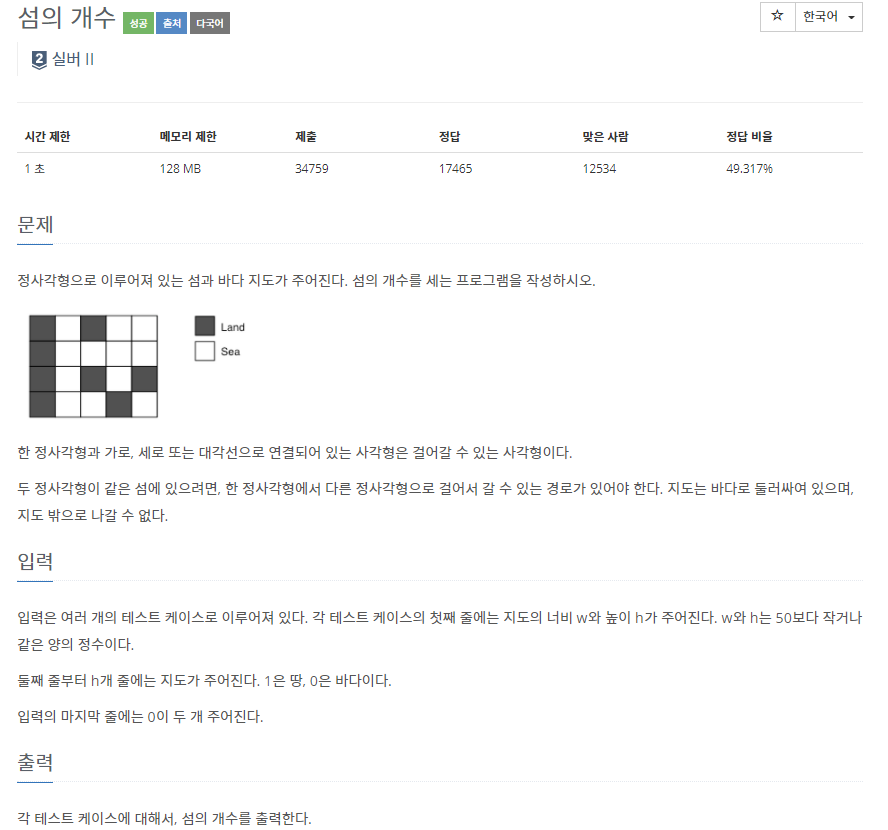 섬의 개수 성공 출처 다국어
☆ 한국어
2 실버 II
시간 제한 메모리 제한 제출 정답 맞은 사람 정답 비율
1 초 128 MB 34759 17465 12534 49.317%
문제
정사각형으로 이루어져 있는 섬과 바다 지도가 주어진다. 섬의 개수를 세는 프로그램을 작성하시오.
Land
Sea
한 정사각형과 가로, 세로 또는 대각선으로 연결되어 있는 사각형은 걸어갈 수 있는 사각형이다.
두 정사각형이 같은 섬에 있으려면, 한 정사각형에서 다른 정사각형으로 걸어서 갈 수 있는 경로가 있어야 한다. 지도는 바다로 둘러싸여 있으며,
지도 밖으로 나갈 수 없다.
입력
입력은 여러 개의 테스트 케이스로 이루어져 있다. 각 테스트 케이스의 첫째 줄에는 지도의 너비 w와 높이 h가 주어진다. w와 h는 50보다 작거나
같은 양의 정수이다.
둘째 줄부터 h개 줄에는 지도가 주어진다. 1은 땅, 0은 바다이다.
입력의 마지막 줄에는 0이 두 개 주어진다.
출력
각 테스트 케이스에 대해서, 섬의 개수를 출력한다.